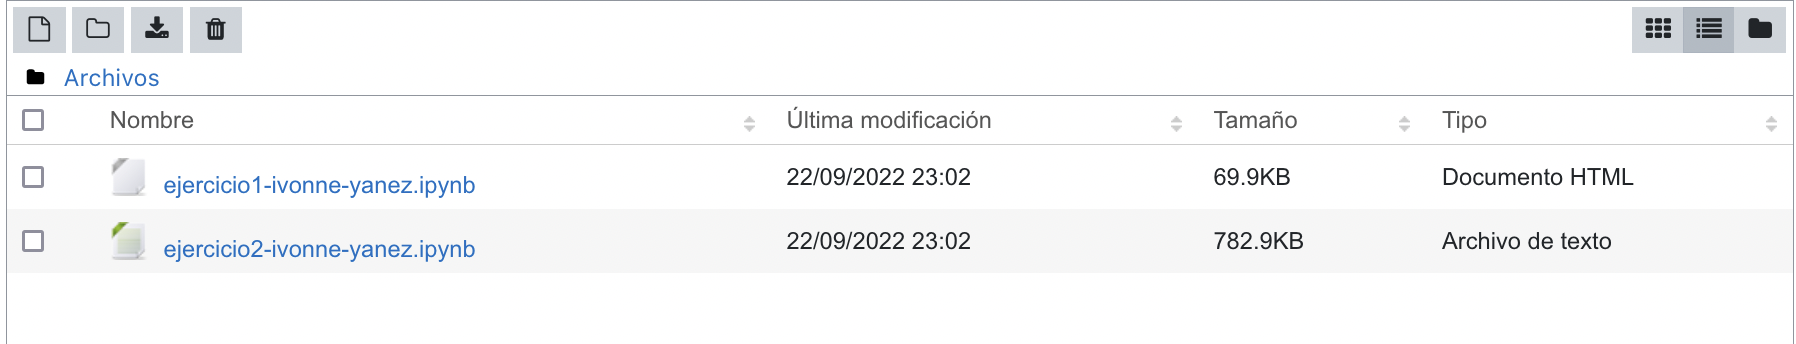 Archivos
Nombre Última modificación Tamaño Tipo
ejercicio1-ivonne-yanez.ipynb 22/09/2022 23:02 69.9KB Documento HTML
ejercicio2-ivonne-yanez.ipynb 22/09/2022 23:02 782.9KB Archivo de texto